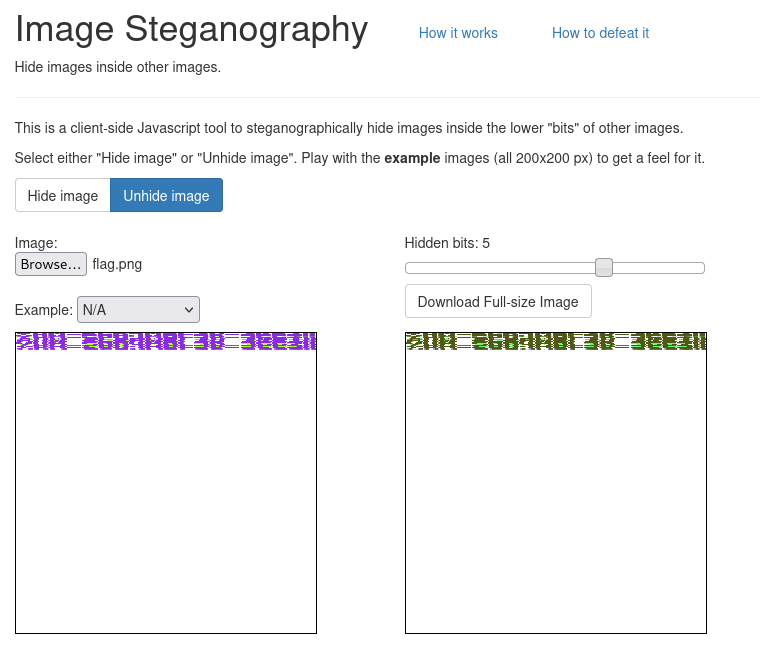 Image Steganography
How it works
How to defeat it
Hide images inside other images.
This is a client-side Javascript tool to steganographically hide images inside the lower "bits" of other images.
Select either "Hide image" or "Unhide image". Play with the example images (all 200x200 px) to get a feel for it.
Hide image
Unhide image
Image:
Browse... flag.png
Example: N/A
Hidden bits: 5
Download Full-size Image